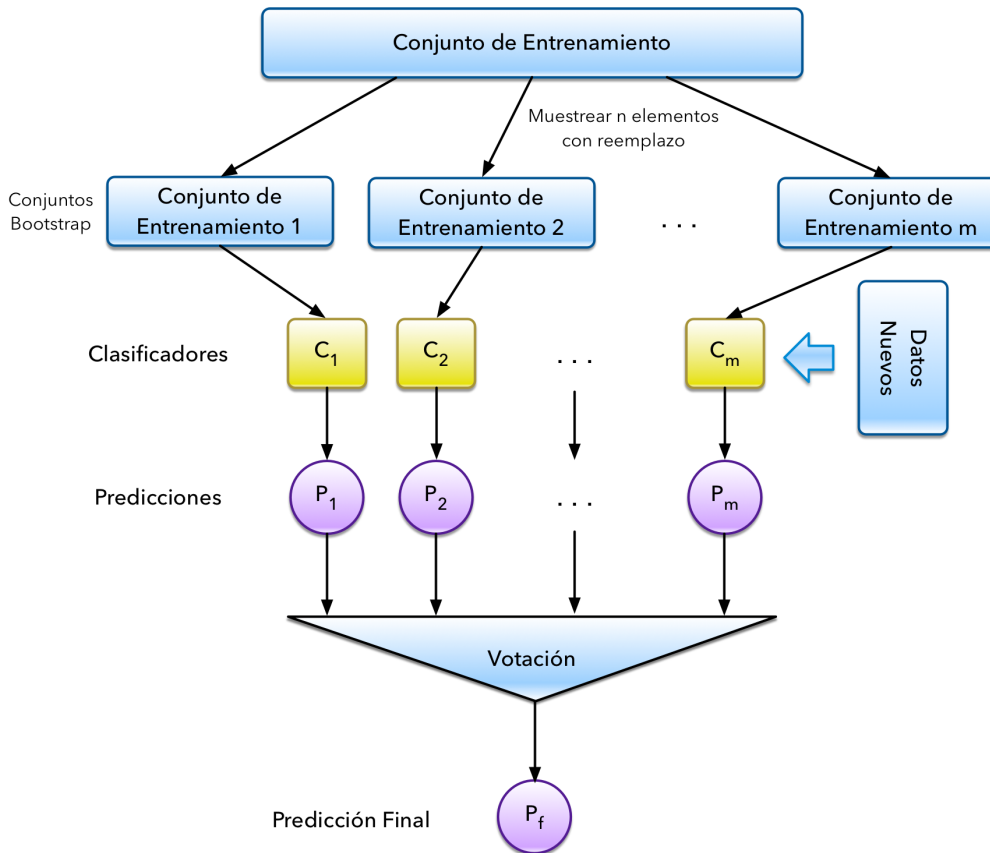 Conjunto de Entrenamiento
Muestrear n elementos
con reemplazo
Conjuntos
Bootstrap
Conjunto de
Entrenamiento 1
Conjunto de
Entrenamiento 2
. . .
Conjunto de
Entrenamiento m
Datos
Nuevos
Clasificadores
C1
C2
. . .
Cm
Predicciones
P1
P2
. . .
Pm
Votación
Predicción Final
Pf